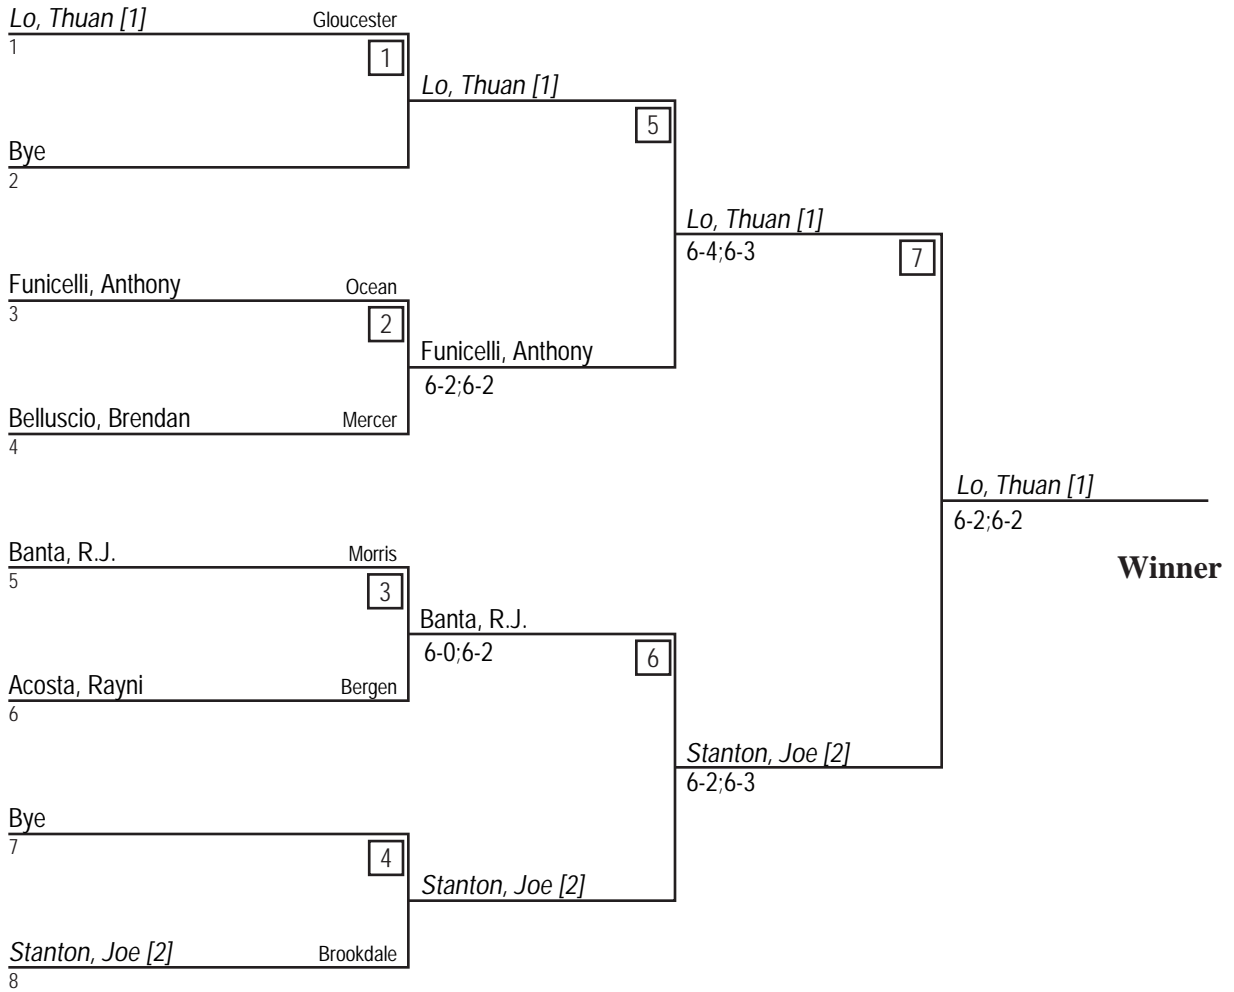 Lo, Thuan [1] Gloucester
1
1
Lo, Thuan [1]
5
Bye
2
Lo, Thuan [1]
6-4;6-3
7
Funicelli, Anthony Ocean
3
2
Funicelli, Anthony
6-2;6-2
Belluscio, Brendan Mercer
4
Lo, Thuan [1]
6-2;6-2
Winner
Banta, R.J. Morris
5
3
Banta, R.J.
6-0;6-2
6
Acosta, Rayni Bergen
6
Stanton, Joe [2]
6-2;6-3
Bye
7
4
Stanton, Joe [2]
Stanton, Joe [2] Brookdale
8